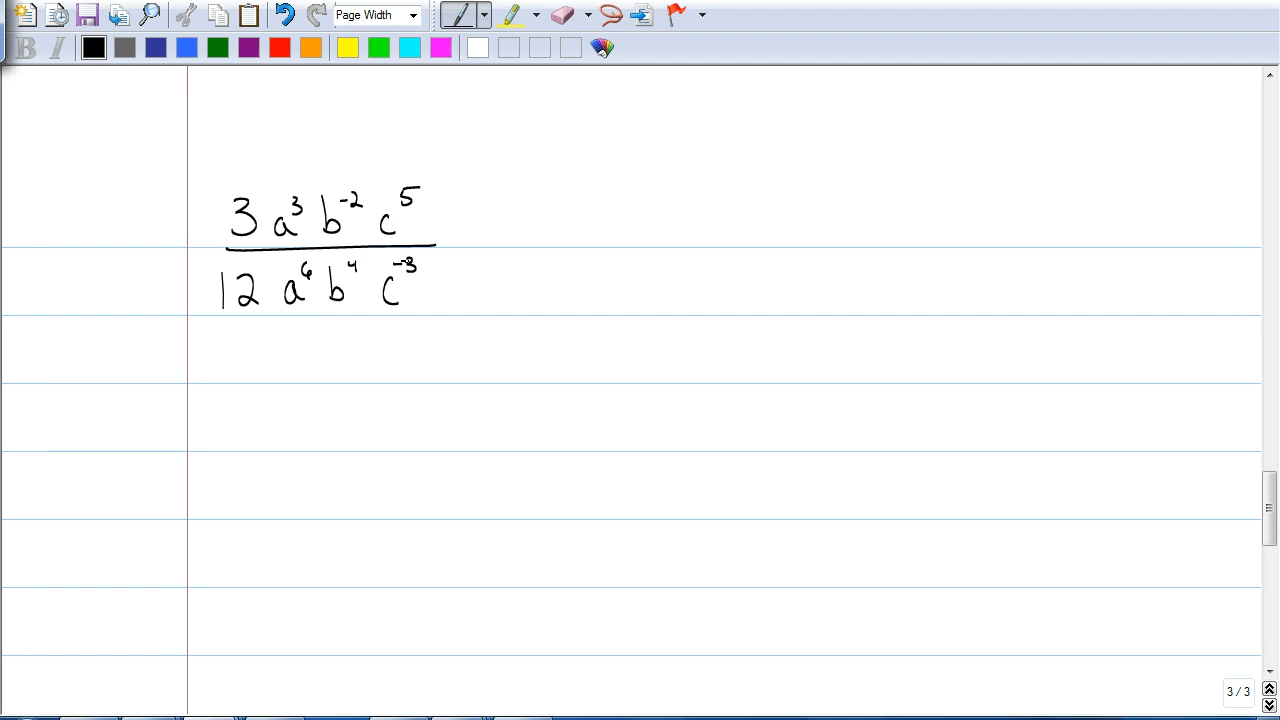 Page Width
B I
3 a³ b⁻² c⁵
12 a⁶ b⁴ c⁻³
3 / 3